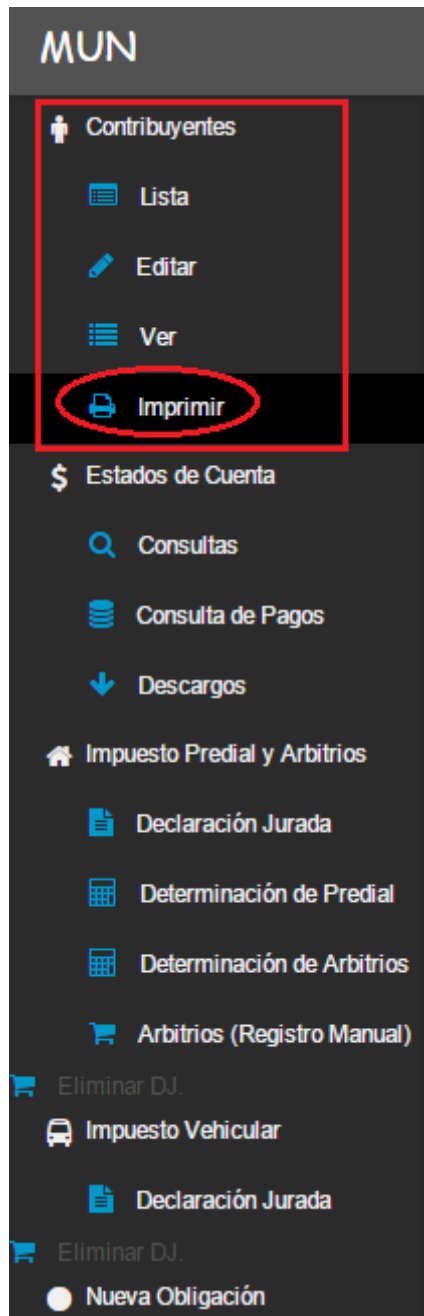 MUN
Contribuyentes
Lista
Editar
Ver
Imprimir
Estados de Cuenta
Consultas
Consulta de Pagos
Descargos
Impuesto Predial y Arbitrios
Declaración Jurada
Determinación de Predial
Determinación de Arbitrios
Arbitrios (Registro Manual)
Eliminar DJ.
Impuesto Vehicular
Declaración Jurada
Eliminar DJ.
Nueva Obligación